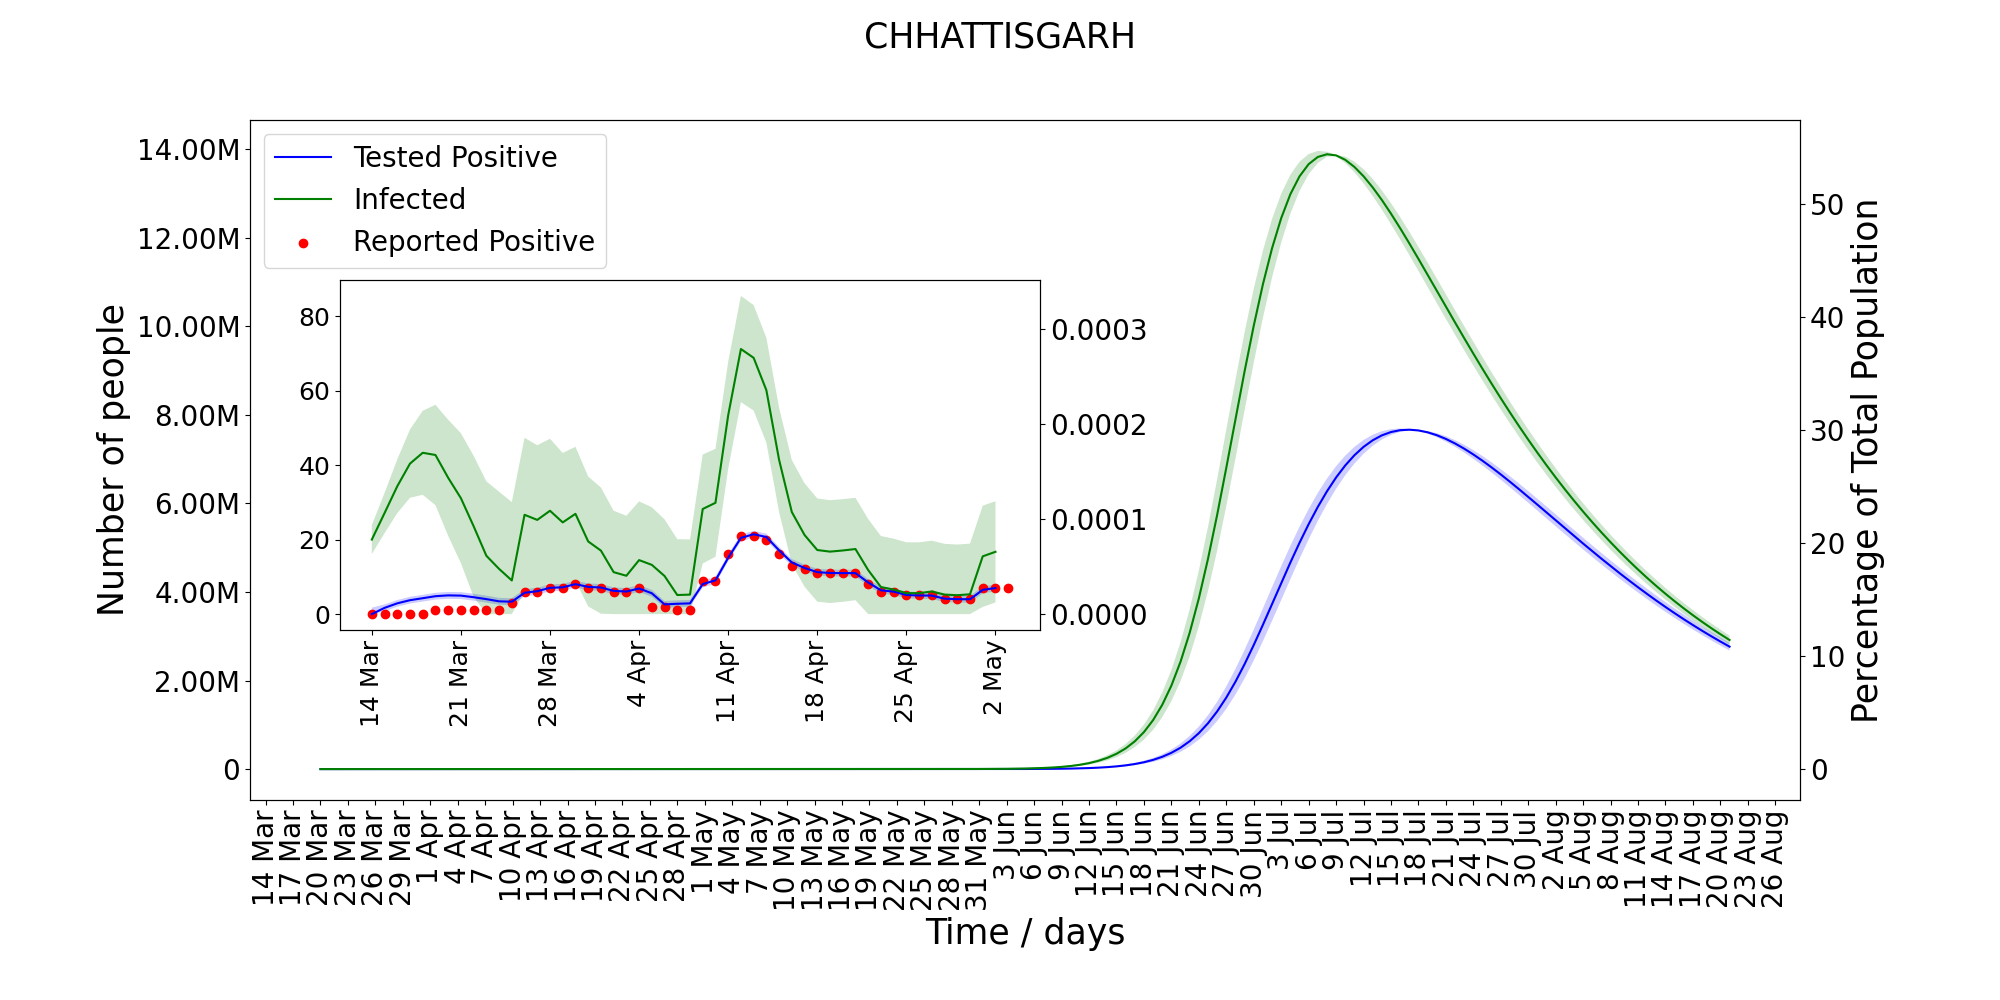 CHHATTISGARH
Tested Positive
Infected
Reported Positive
Number of people
14.00M
12.00M
10.00M
8.00M
6.00M
4.00M
2.00M
0
80
60
40
20
0
0.0003
0.0002
0.0001
0.0000
14 Mar
21 Mar
28 Mar
4 Apr
11 Apr
18 Apr
25 Apr
2 May
50
40
30
20
10
0
Percentage of Total Population
14 Mar
17 Mar
20 Mar
23 Mar
26 Mar
29 Mar
1 Apr
4 Apr
7 Apr
10 Apr
13 Apr
16 Apr
19 Apr
22 Apr
25 Apr
28 Apr
1 May
4 May
7 May
10 May
13 May
16 May
19 May
22 May
25 May
28 May
31 May
3 Jun
6 Jun
9 Jun
12 Jun
15 Jun
18 Jun
21 Jun
24 Jun
27 Jun
30 Jun
3 Jul
6 Jul
9 Jul
12 Jul
15 Jul
18 Jul
21 Jul
24 Jul
27 Jul
30 Jul
2 Aug
5 Aug
8 Aug
11 Aug
14 Aug
17 Aug
20 Aug
23 Aug
26 Aug
Time / days